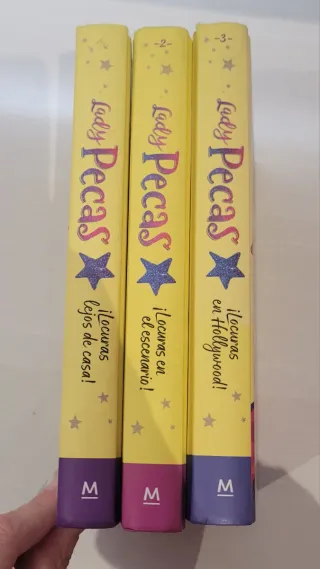 Lady
Pecas
¡Locuras
lejos de casa!
M
-2-
Lady
Pecas
¡Locuras en
el escenario!
M
-3-
Lady
Pecas
¡Locuras
en Hollywood!
M